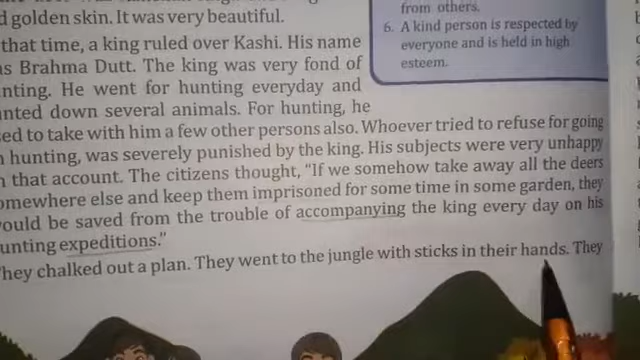 d golden skin. It was very beautiful.
that time, a king ruled over Kashi. His name
as Brahma Dutt. The king was very fond of
nting. He went for hunting everyday and
nted down several animals. For hunting, he
ed to take with him a few other persons also. Whoever tried to refuse for going
n hunting, was severely punished by the king. His subjects were very unhappy
n that account. The citizens thought, "If we somehow take away all the deers
omewhere else and keep them imprisoned for some time in some garden, they
ould be saved from the trouble of accompanying the king every day on his
unting expeditions."
hey chalked out a plan. They went to the jungle with sticks in their hands. They
from others.
6. A kind person is respected by
everyone and is held in high
esteem.